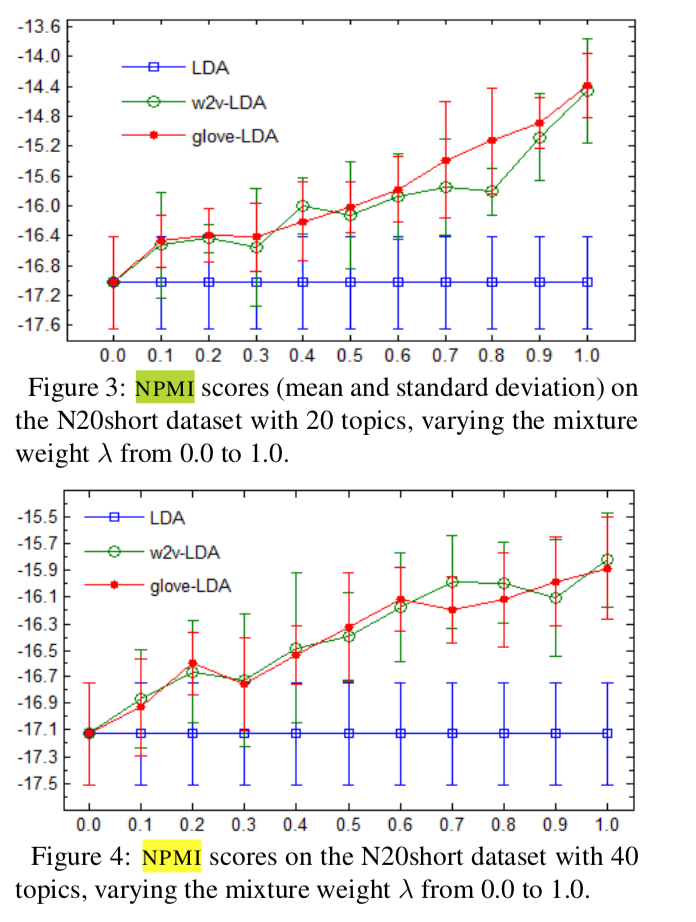 -13.6
-14.0
-14.4
-14.8
-15.2
-15.6
-16.0
-16.4
-16.8
-17.2
-17.6
LDA
w2v-LDA
glove-LDA
0.0 0.1 0.2 0.3 0.4 0.5 0.6 0.7 0.8 0.9 1.0
Figure 3: NPMI scores (mean and standard deviation) on
the N20short dataset with 20 topics, varying the mixture
weight λ from 0.0 to 1.0.
-15.5
-15.7
-15.9
-16.1
-16.3
-16.5
-16.7
-16.9
-17.1
-17.3
-17.5
LDA
w2v-LDA
glove-LDA
0.0 0.1 0.2 0.3 0.4 0.5 0.6 0.7 0.8 0.9 1.0
Figure 4: NPMI scores on the N20short dataset with 40
topics, varying the mixture weight λ from 0.0 to 1.0.